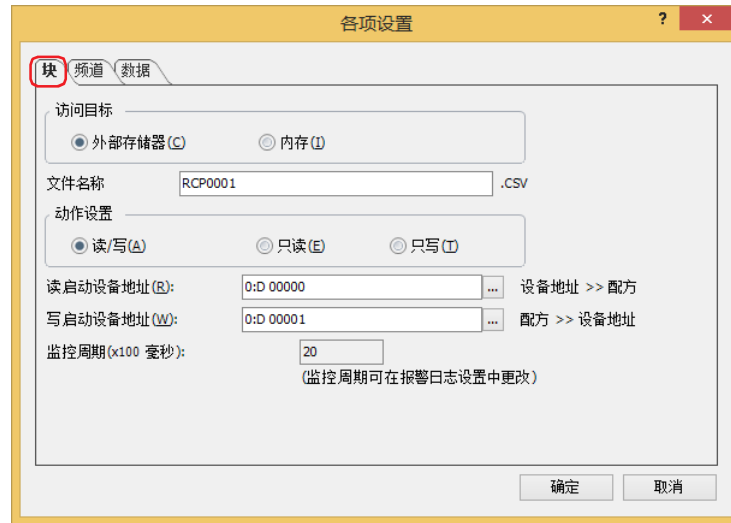 各项设置
? ×
块 频道 数据
访问目标
外部存储器(C) 内存(I)
文件名称 RCP0001 .CSV
动作设置
读/写(A) 只读(E) 只写(T)
读启动设备地址(R): 0:D 00000 ... 设备地址 >> 配方
写启动设备地址(W): 0:D 00001 ... 配方 >> 设备地址
监控周期(x100 毫秒): 20
(监控周期可在报警日志设置中更改)
确定 取消